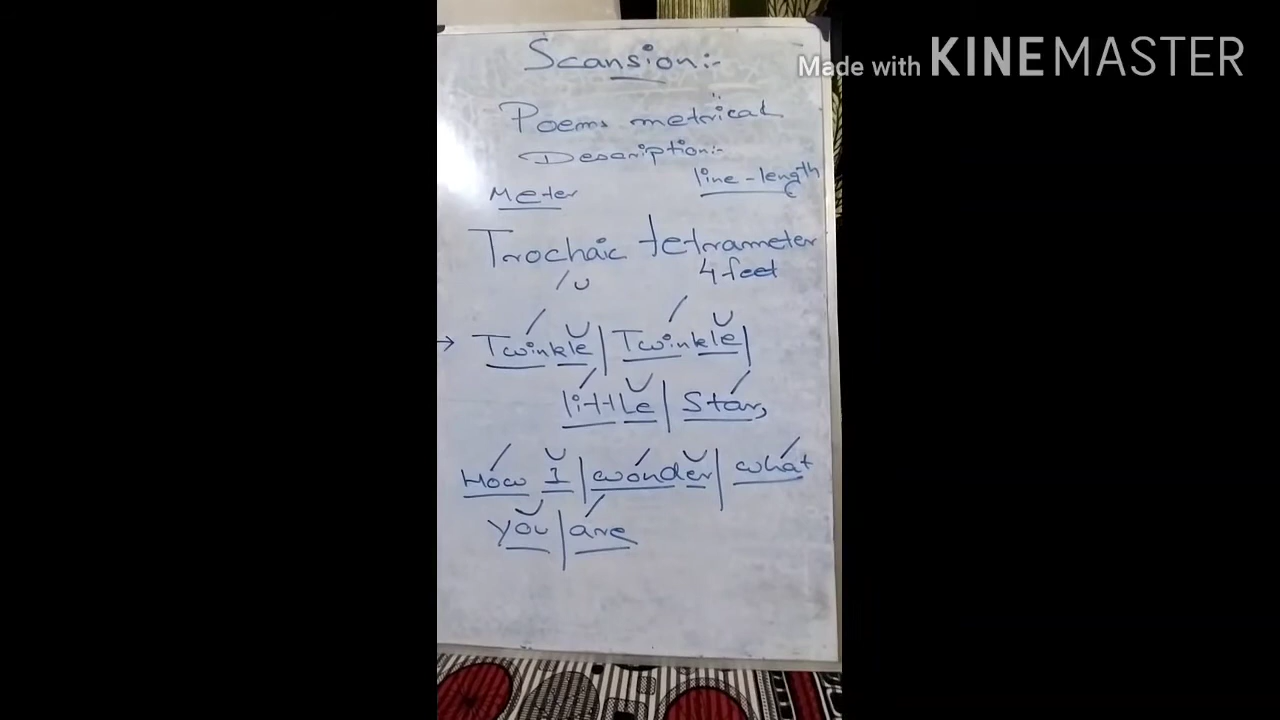 Made with KINEMASTER
Scansion:-
Poems metrical
Description:-
Meter line-length
Trochaic tetrameter
/ ∪ 4 feet
→ Twinkle | Twinkle |
little | Star,
How I | wonder | what
you | are